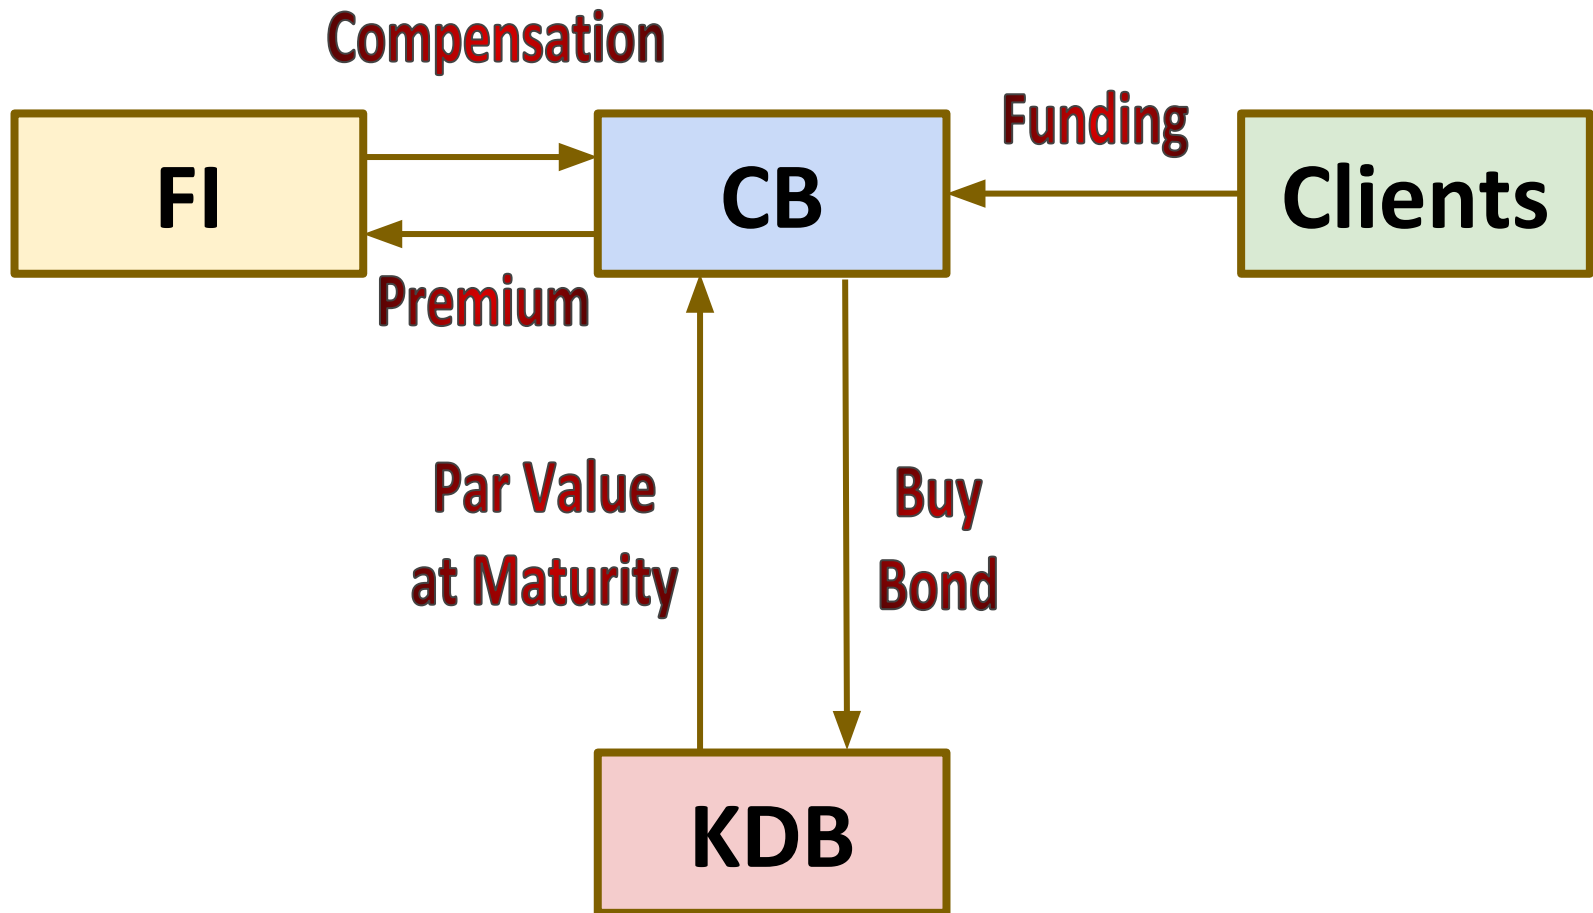 Compensation
Funding
FI
CB
Clients
Premium
Par Value
at Maturity
Buy
Bond
KDB